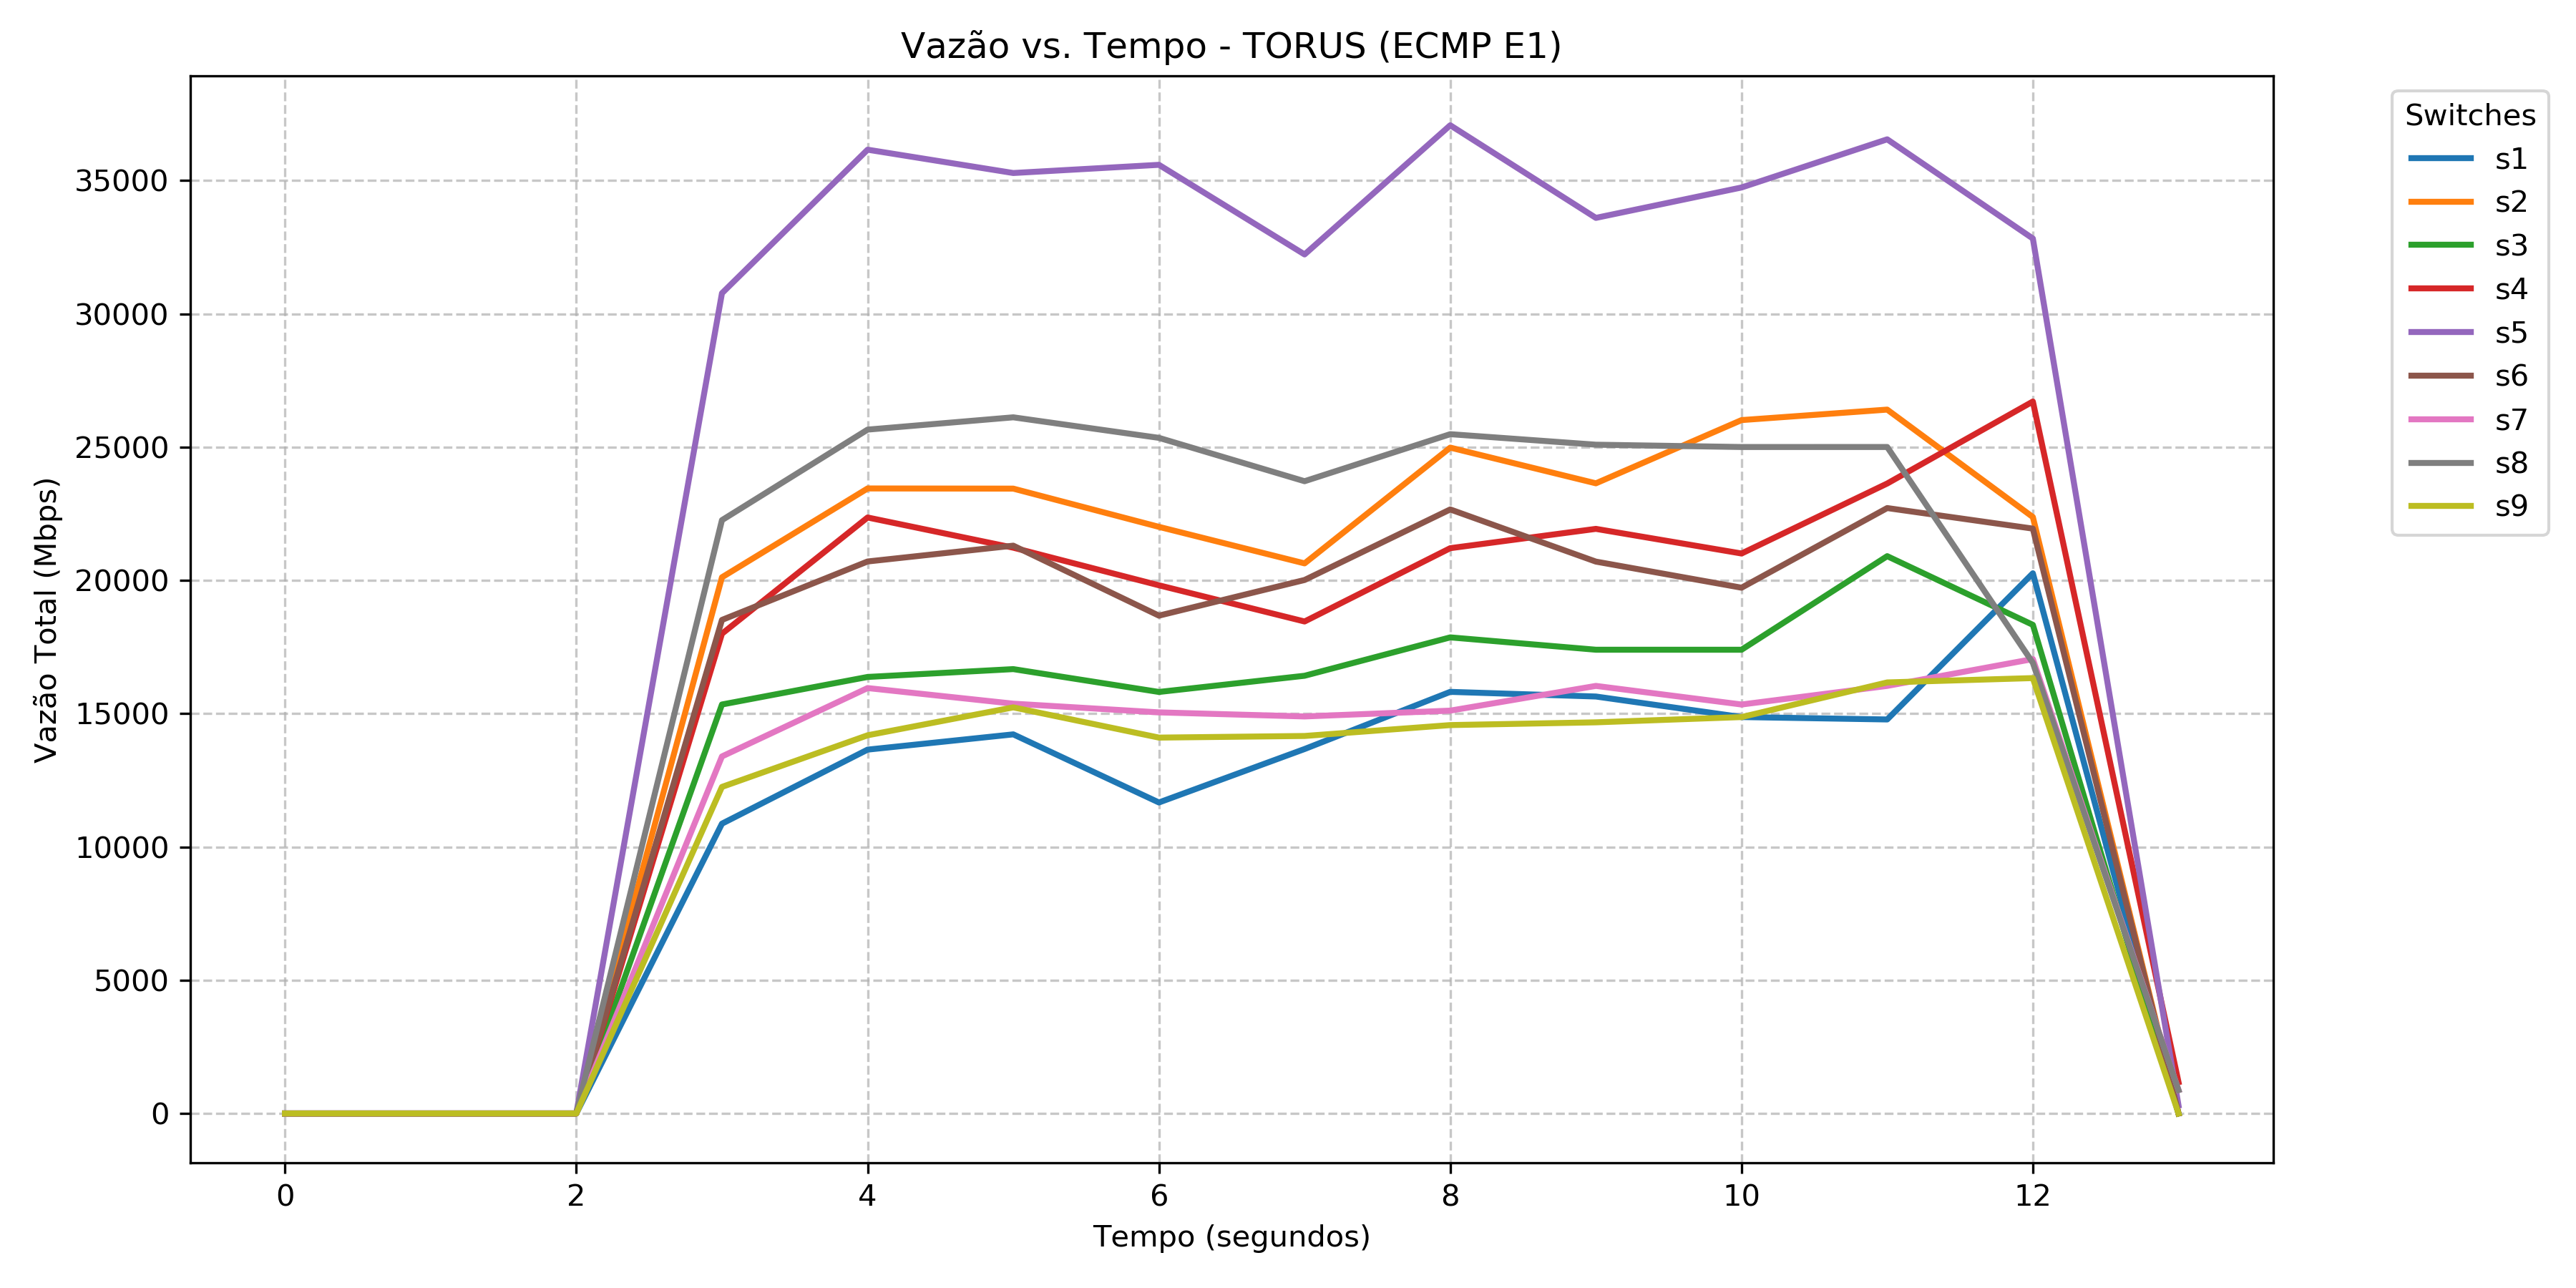 Vazão vs. Tempo - TORUS (ECMP E1)
Vazão Total (Mbps)
35000
30000
25000
20000
15000
10000
5000
0
0 2 4 6 8 10 12
Tempo (segundos)
Switches
s1
s2
s3
s4
s5
s6
s7
s8
s9